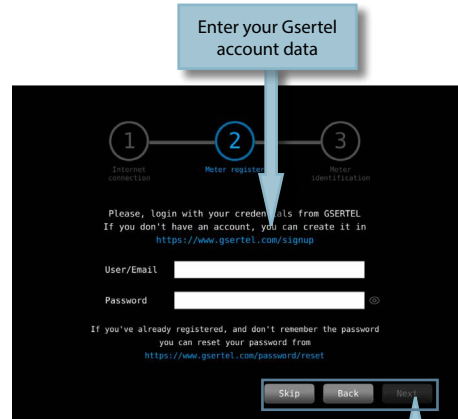 Enter your Gsertel
account data
1
2
3
Internet
connection
Meter register
Meter
identification
Please, login with your credentials from GSERTEL
If you don't have an account, you can create it in
https://www.gsertel.com/signup
User/Email
Password
If you've already registered, and don't remember the password
you can reset your password from
https://www.gsertel.com/password/reset
Skip
Back
Next